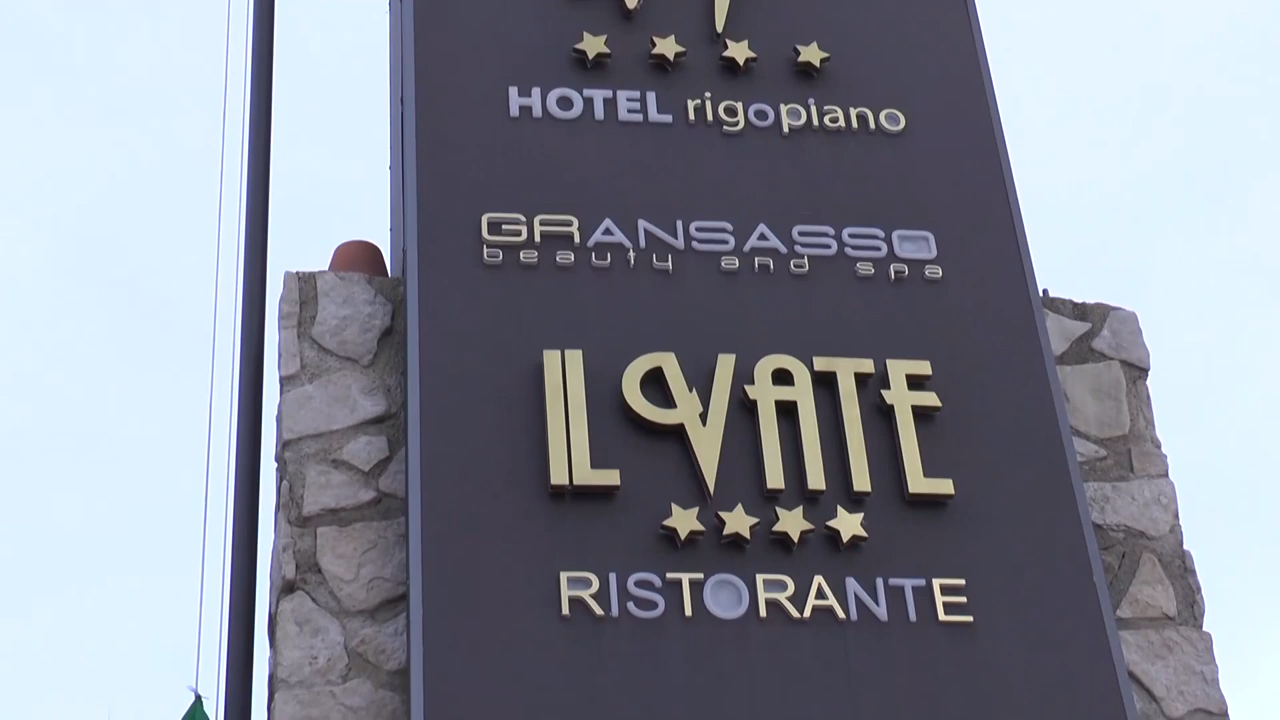 HOTEL rigopiano
GRANSASSO
beauty and spa
IL VATE
RISTORANTE